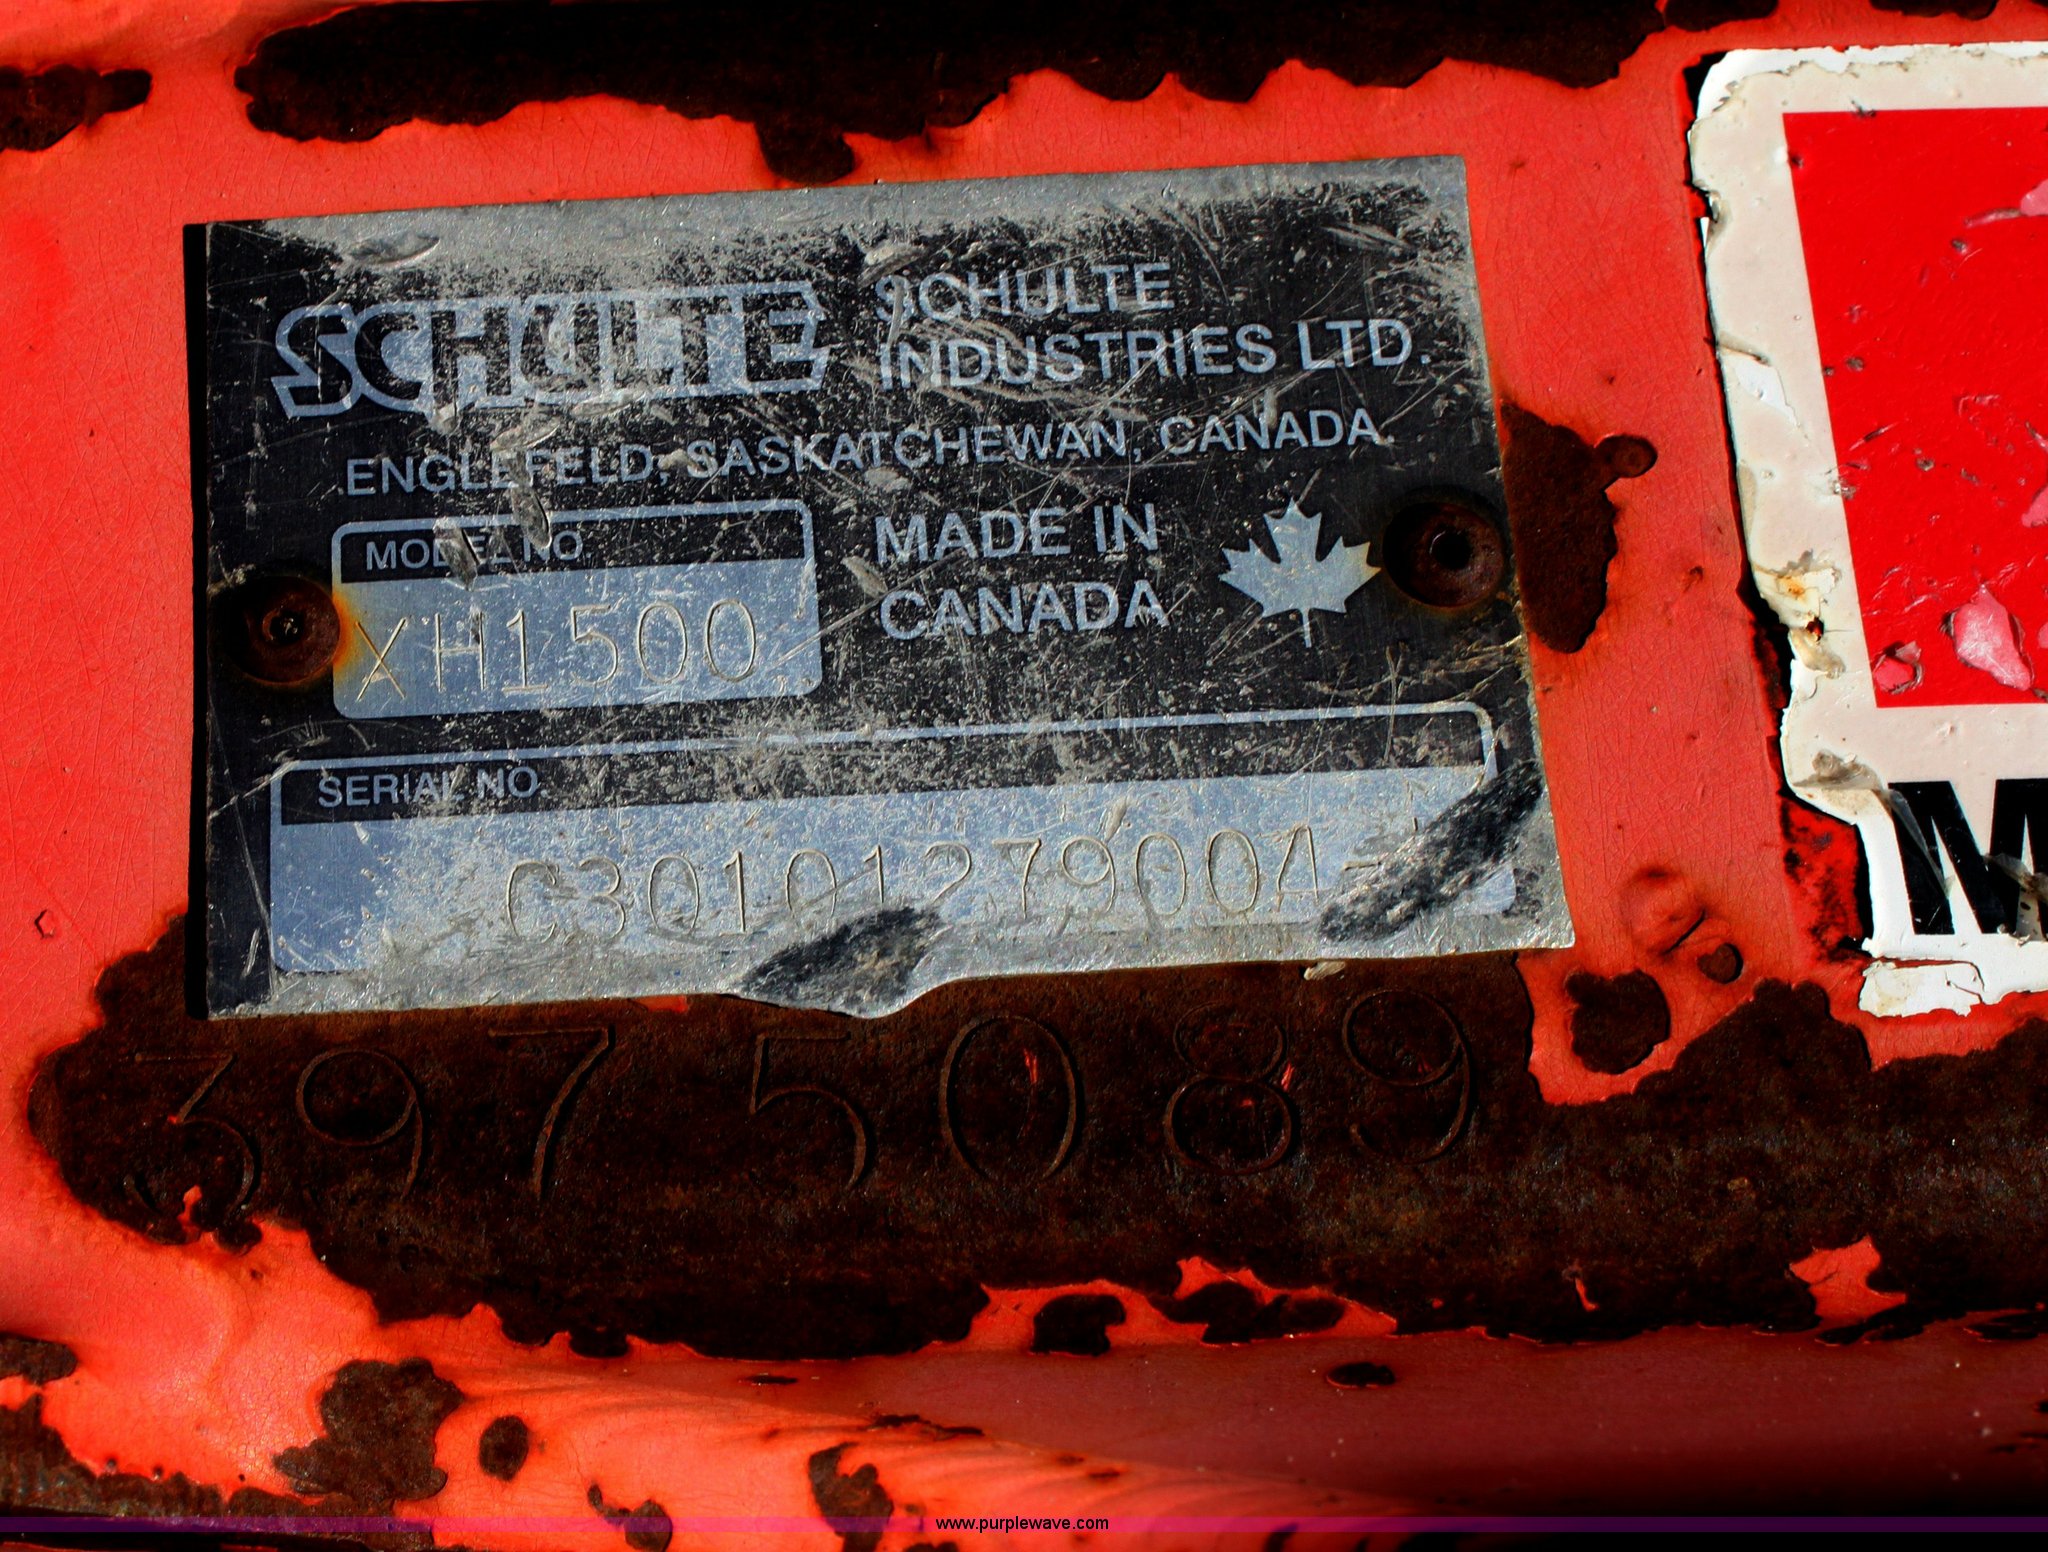 SCHULTE
SCHULTE
INDUSTRIES LTD.
ENGLEFELD, SASKATCHEWAN, CANADA.
MODEL NO.
XH1500
MADE IN
CANADA
SERIAL NO.
C30101279004-
3975089
M
www.purplewave.com